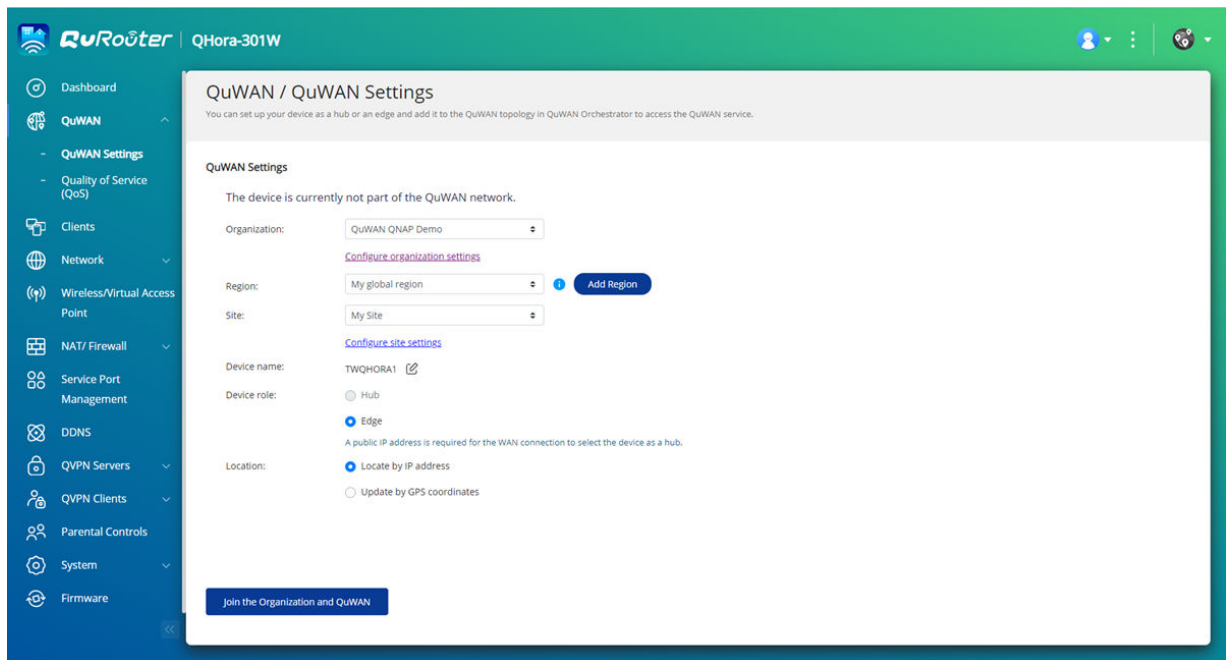 QuRouter | QHora-301W
Dashboard
QuWAN
- QuWAN Settings
- Quality of Service
(QoS)
Clients
Network
Wireless/Virtual Access
Point
NAT/ Firewall
Service Port
Management
DDNS
QVPN Servers
QVPN Clients
Parental Controls
System
Firmware
QuWAN / QuWAN Settings
You can set up your device as a hub or an edge and add it to the QuWAN topology in QuWAN Orchestrator to access the QuWAN service.
QuWAN Settings
The device is currently not part of the QuWAN network.
Organization: QuWAN QNAP Demo
Configure organization settings
Region: My global region i Add Region
Site: My Site
Configure site settings
Device name: TWQHORA1
Device role: Hub
Edge
A public IP address is required for the WAN connection to select the device as a hub.
Location: Locate by IP address
Update by GPS coordinates
Join the Organization and QuWAN